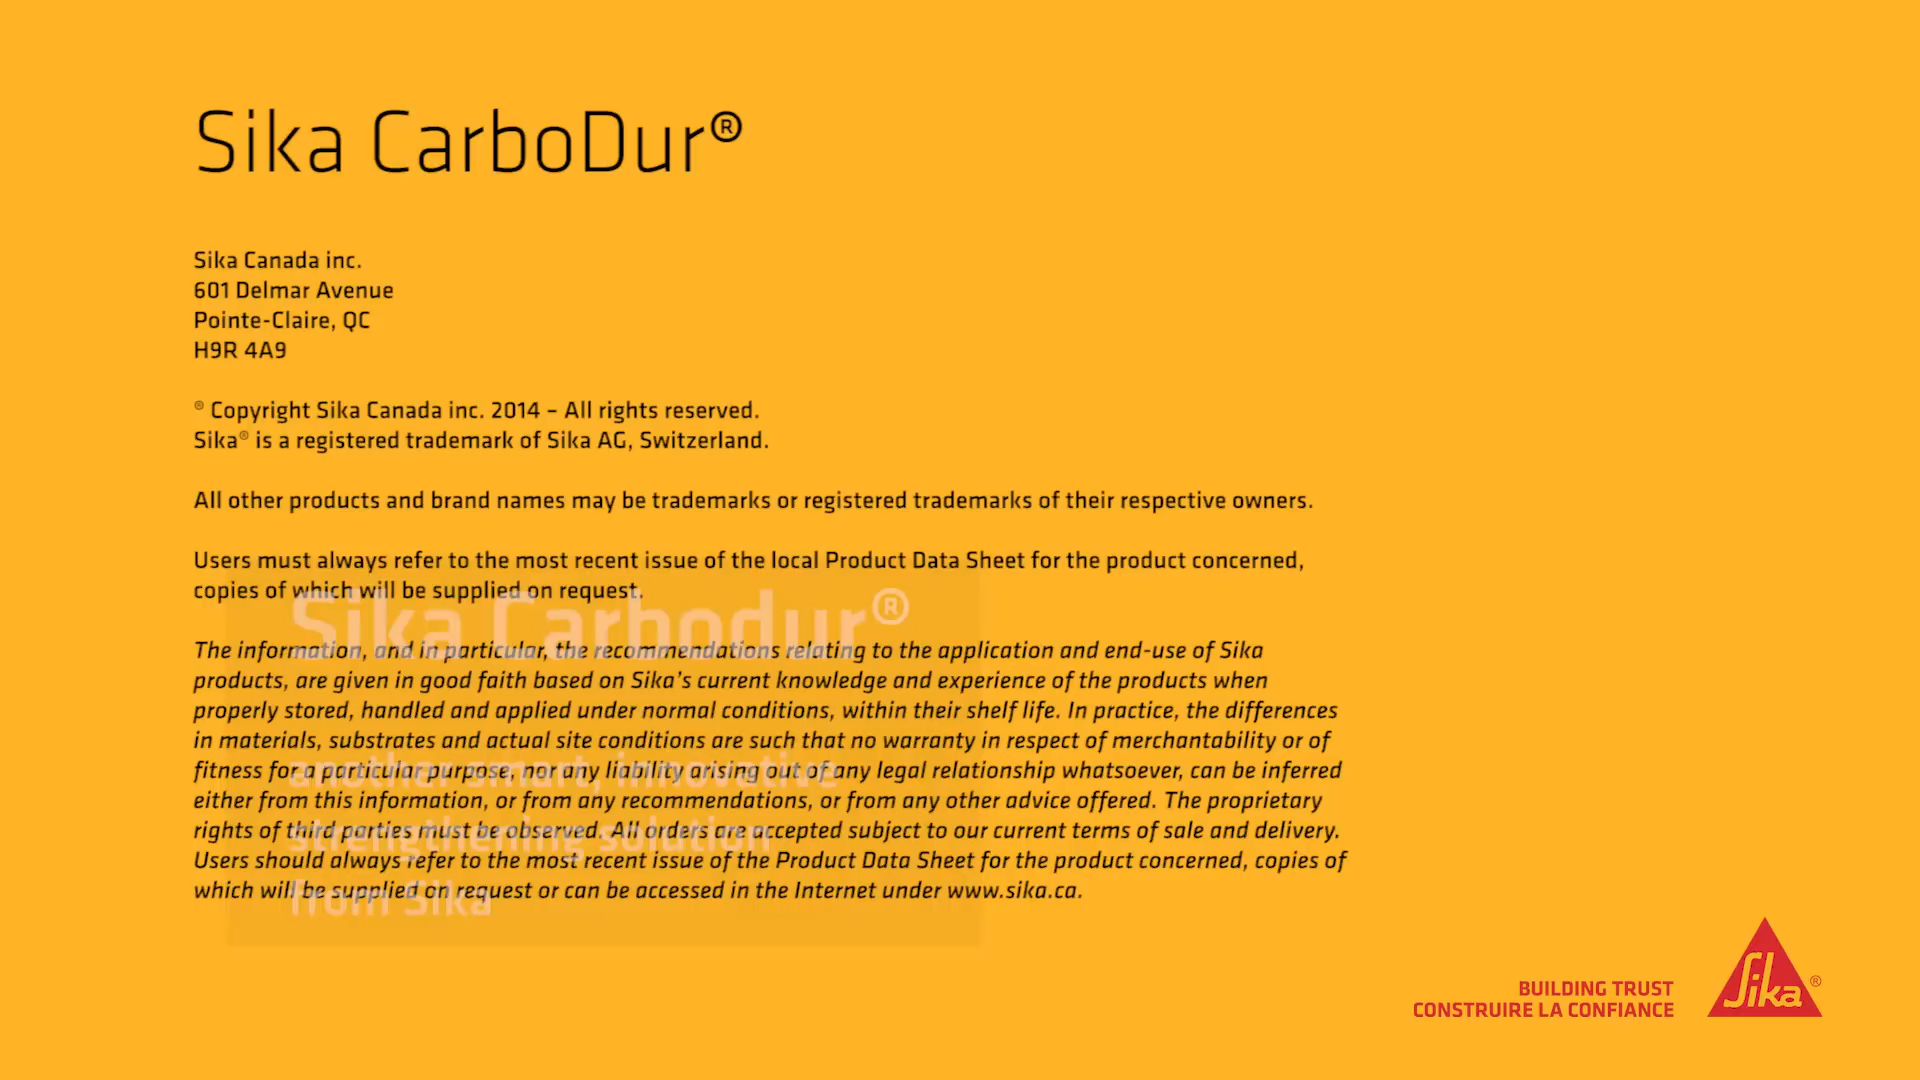 Sika CarboDur®
Sika Canada inc.
601 Delmar Avenue
Pointe-Claire, QC
H9R 4A9
® Copyright Sika Canada inc. 2014 – All rights reserved.
Sika® is a registered trademark of Sika AG, Switzerland.
All other products and brand names may be trademarks or registered trademarks of their respective owners.
Users must always refer to the most recent issue of the local Product Data Sheet for the product concerned,
copies of which will be supplied on request.
Sika Carbodur®
The information, and in particular, the recommendations relating to the application and end-use of Sika
products, are given in good faith based on Sika's current knowledge and experience of the products when
properly stored, handled and applied under normal conditions, within their shelf life. In practice, the differences
in materials, substrates and actual site conditions are such that no warranty in respect of merchantability or of
fitness for a particular purpose, nor any liability arising out of any legal relationship whatsoever, can be inferred
another smart, innovative
either from this information, or from any recommendations, or from any other advice offered. The proprietary
rights of third parties must be observed. All orders are accepted subject to our current terms of sale and delivery.
strengthening solution
Users should always refer to the most recent issue of the Product Data Sheet for the product concerned, copies of
which will be supplied on request or can be accessed in the Internet under www.sika.ca.
from Sika
BUILDING TRUST
CONSTRUIRE LA CONFIANCE
Sika®